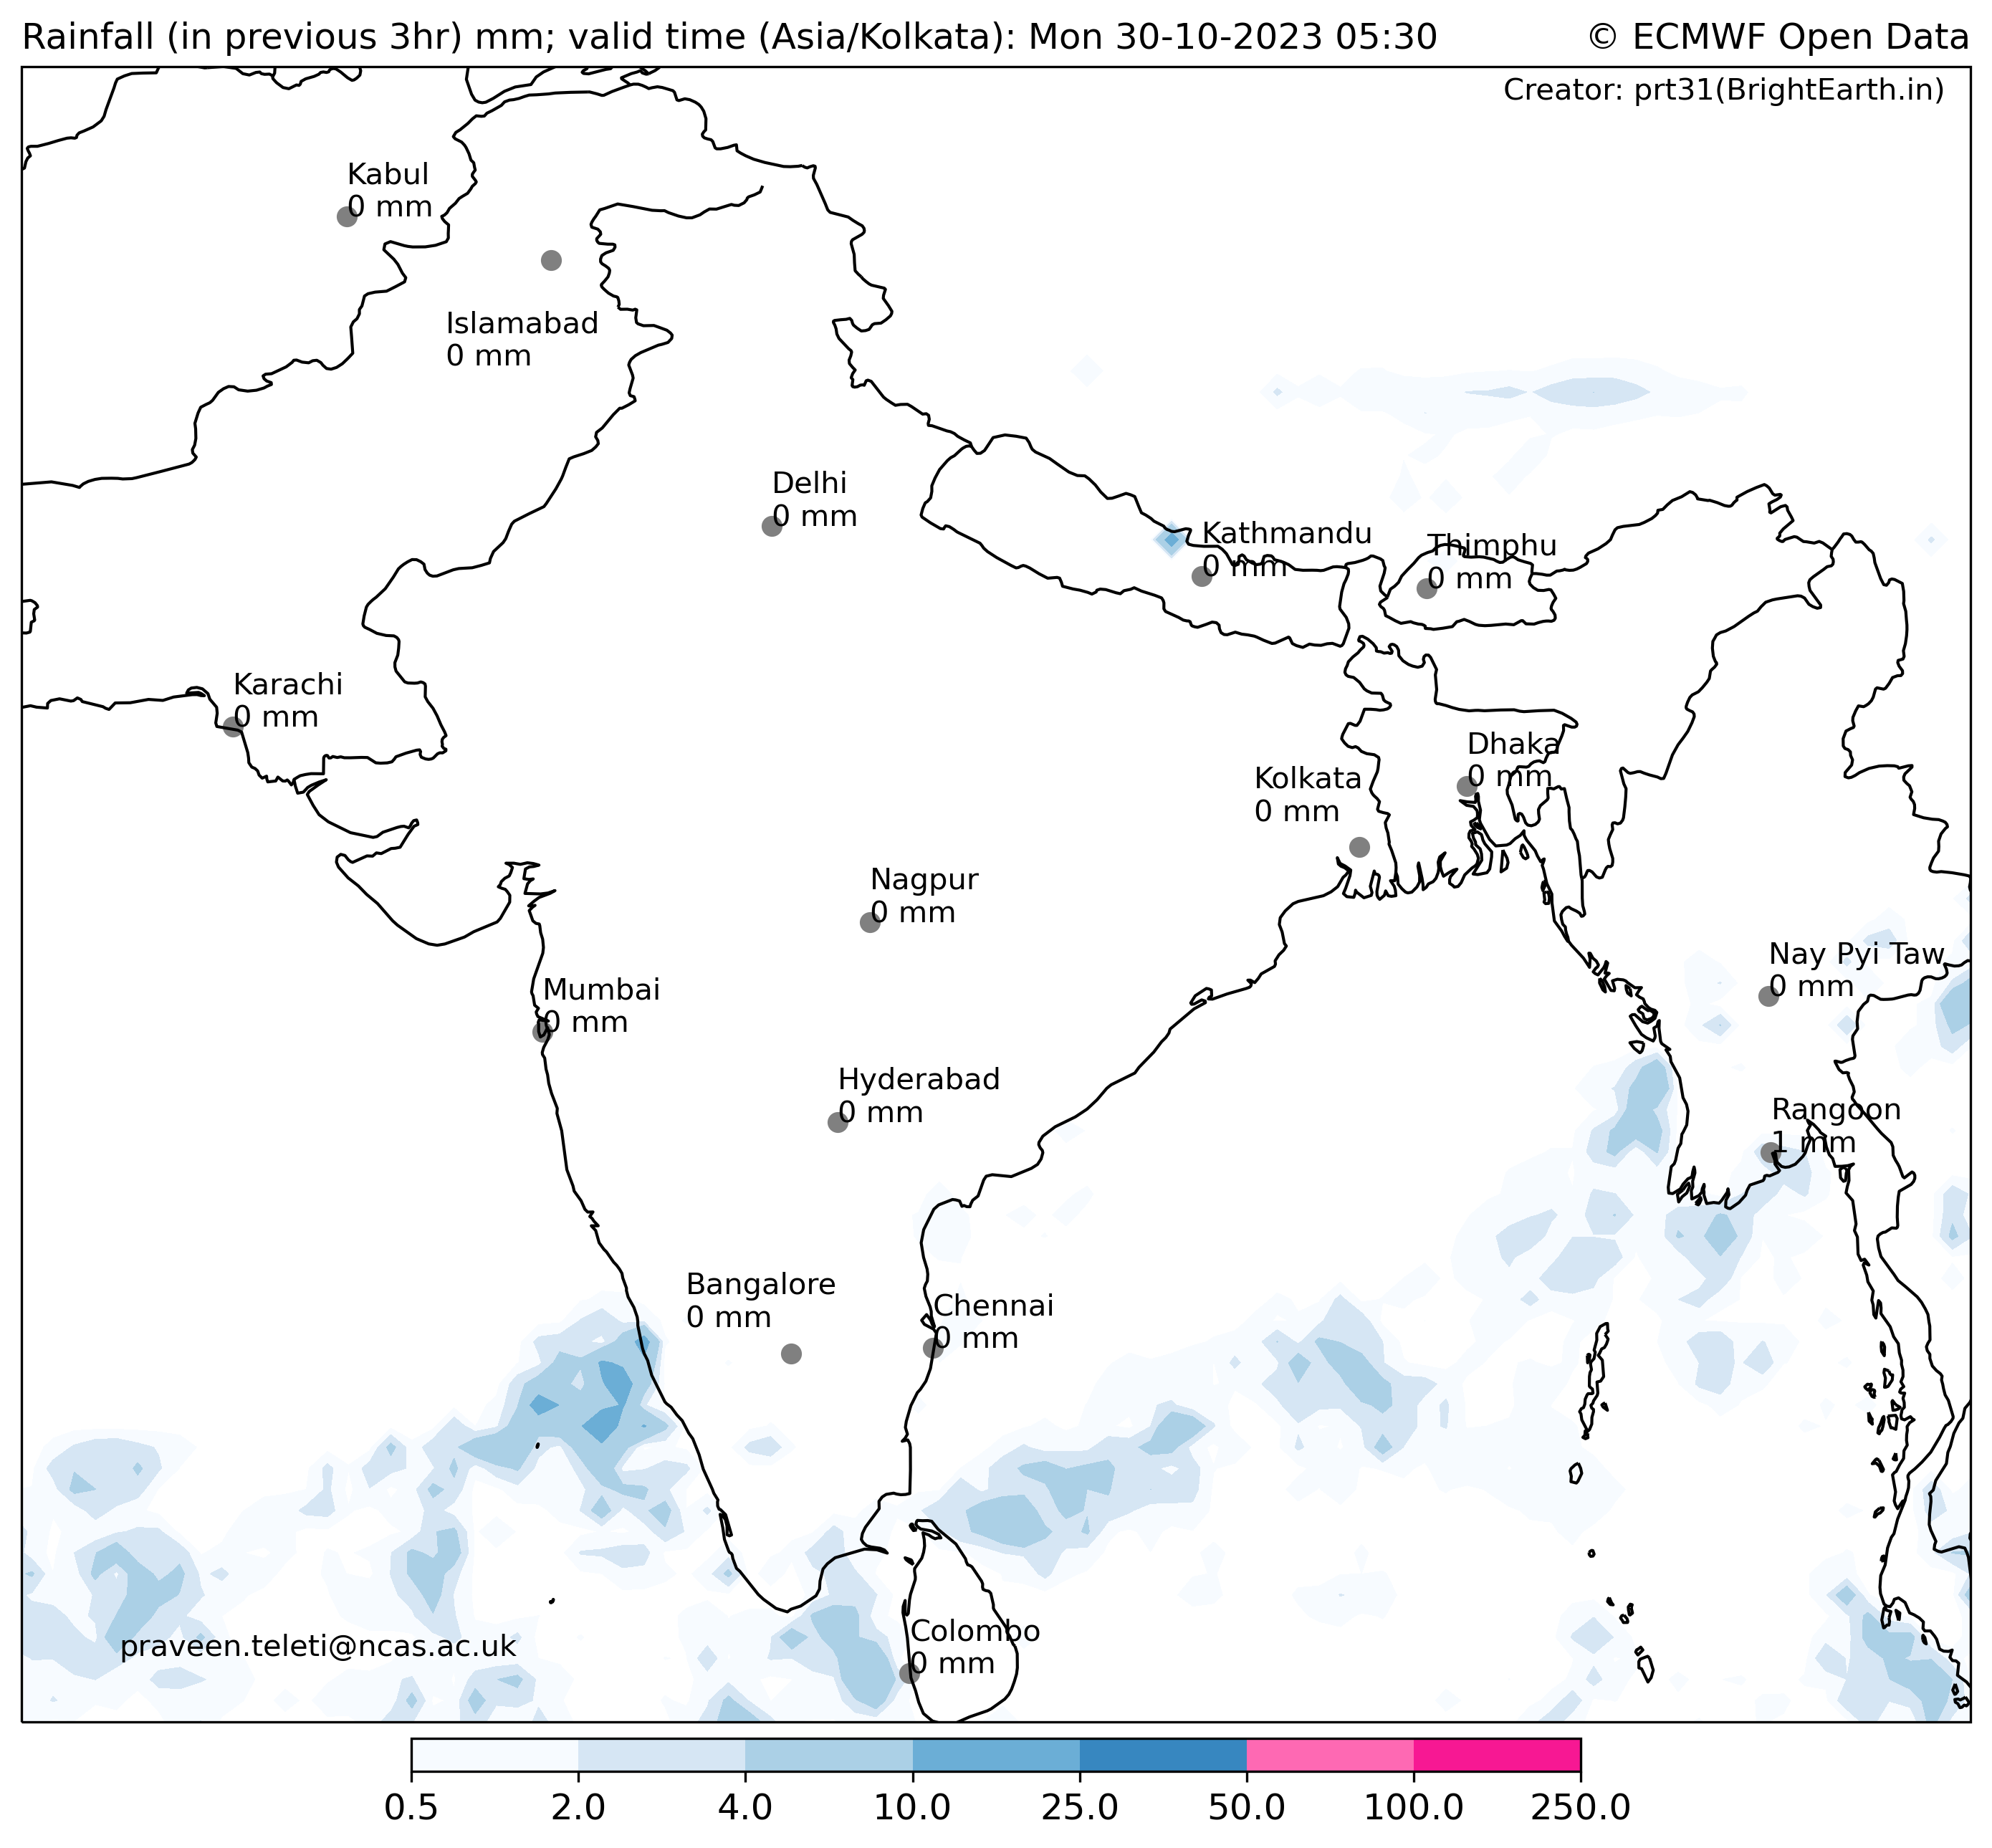 Rainfall (in previous 3hr) mm; valid time (Asia/Kolkata): Mon 30-10-2023 05:30
© ECMWF Open Data
Creator: prt31(BrightEarth.in)
Kabul
0 mm
Islamabad
0 mm
Delhi
0 mm
Kathmandu
0 mm
Thimphu
0 mm
Karachi
0 mm
Dhaka
0 mm
Kolkata
0 mm
Nagpur
0 mm
Nay Pyi Taw
0 mm
Mumbai
0 mm
Hyderabad
0 mm
Rangoon
1 mm
Bangalore
0 mm
Chennai
0 mm
Colombo
0 mm
praveen.teleti@ncas.ac.uk
0.5 2.0 4.0 10.0 25.0 50.0 100.0 250.0